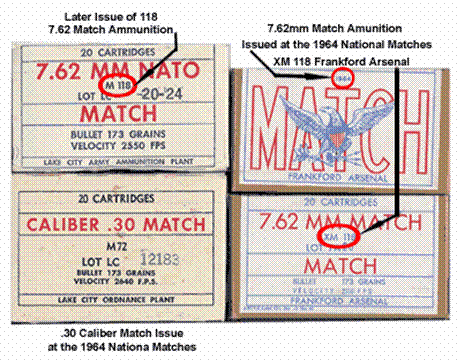 Later Issue of 118
7.62 Match Ammunition
7.62mm Match Amunition
Issued at the 1964 National Matches
XM 118 Frankford Arsenal
20 CARTRIDGES
7.62 MM NATO
M 118
LOT LC -20-24
MATCH
BULLET 173 GRAINS
VELOCITY 2550 FPS
LAKE CITY ARMY AMMUNITION PLANT
1964
MATCH
FRANKFORD ARSENAL
20 CARTRIDGES
CALIBER .30 MATCH
M72
LOT LC 12183
BULLET 173 GRAINS
VELOCITY 2640 F.P.S.
LAKE CITY ORDNANCE PLANT
20 CARTRIDGES
7.62 MM MATCH
XM 118
LOT
MATCH
BULLET 173 GRAINS
VELOCITY FPS
FRANKFORD ARSENAL
.30 Caliber Match Issue
at the 1964 Nationa Matches